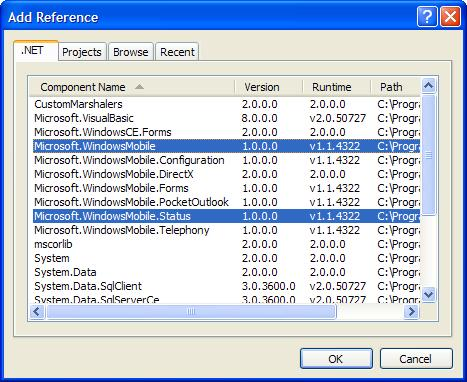 Add Reference
.NET Projects Browse Recent
Component Name Version Runtime Path
CustomMarshalers 2.0.0.0 2.0.0.0 C:\Progra
Microsoft.VisualBasic 8.0.0.0 v2.0.50727 C:\Progra
Microsoft.WindowsCE.Forms 2.0.0.0 2.0.0.0 C:\Progra
Microsoft.WindowsMobile 1.0.0.0 v1.1.4322 C:\Progra
Microsoft.WindowsMobile.Configuration 1.0.0.0 v1.1.4322 C:\Progra
Microsoft.WindowsMobile.DirectX 2.0.0.0 2.0.0.0 C:\Progra
Microsoft.WindowsMobile.Forms 1.0.0.0 v1.1.4322 C:\Progra
Microsoft.WindowsMobile.PocketOutlook 1.0.0.0 v1.1.4322 C:\Progra
Microsoft.WindowsMobile.Status 1.0.0.0 v1.1.4322 C:\Progra
Microsoft.WindowsMobile.Telephony 1.0.0.0 v1.1.4322 C:\Progra
mscorlib 2.0.0.0 2.0.0.0 C:\Progra
System 2.0.0.0 2.0.0.0 C:\Progra
System.Data 2.0.0.0 2.0.0.0 C:\Progra
System.Data.SqlClient 3.0.3600.0 v2.0.50727 C:\Progra
System.Data.SqlServerCe 3.0.3600.0 v2.0.50727 C:\Progra
OK Cancel